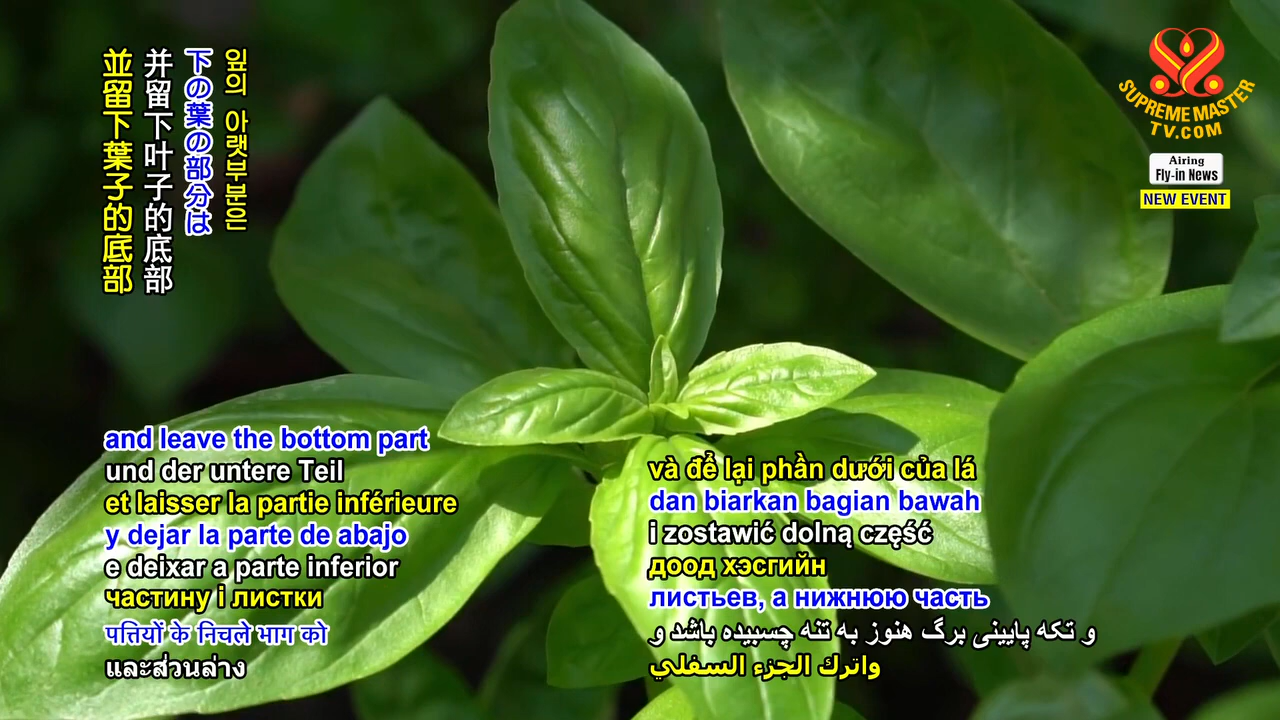 並留下葉子的底部
并留下叶子的底部
下の葉の部分は
잎의 아랫부분은
SUPREME MASTER
TV.COM
Airing
Fly-in News
NEW EVENT
and leave the bottom part
und der untere Teil
et laisser la partie inférieure
y dejar la parte de abajo
e deixar a parte inferior
частину і листки
पत्तियों के निचले भाग को
และส่วนล่าง
và để lại phần dưới của lá
dan biarkan bagian bawah
i zostawić dolną część
доод хэсгийн
листьев, а нижнюю часть
و تکه پایینی برگ هنوز به تنه چسبیده باشد و
واترك الجزء السفلي